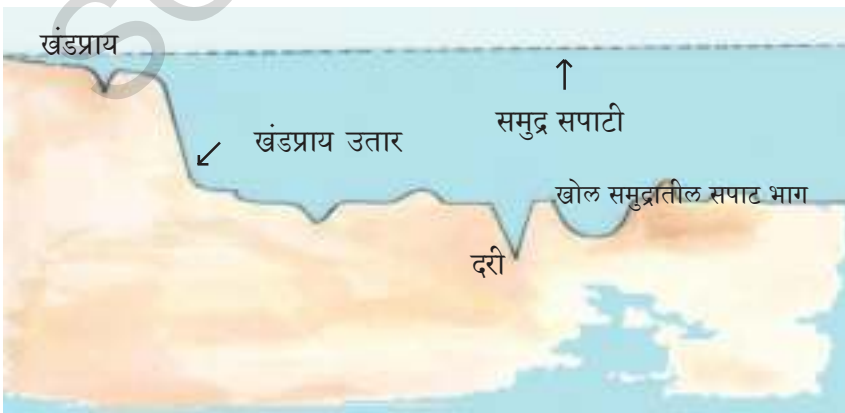 खंडप्राय
समुद्र सपाटी
खंडप्राय उतार
खोल समुद्रातील सपाट भाग
दरी